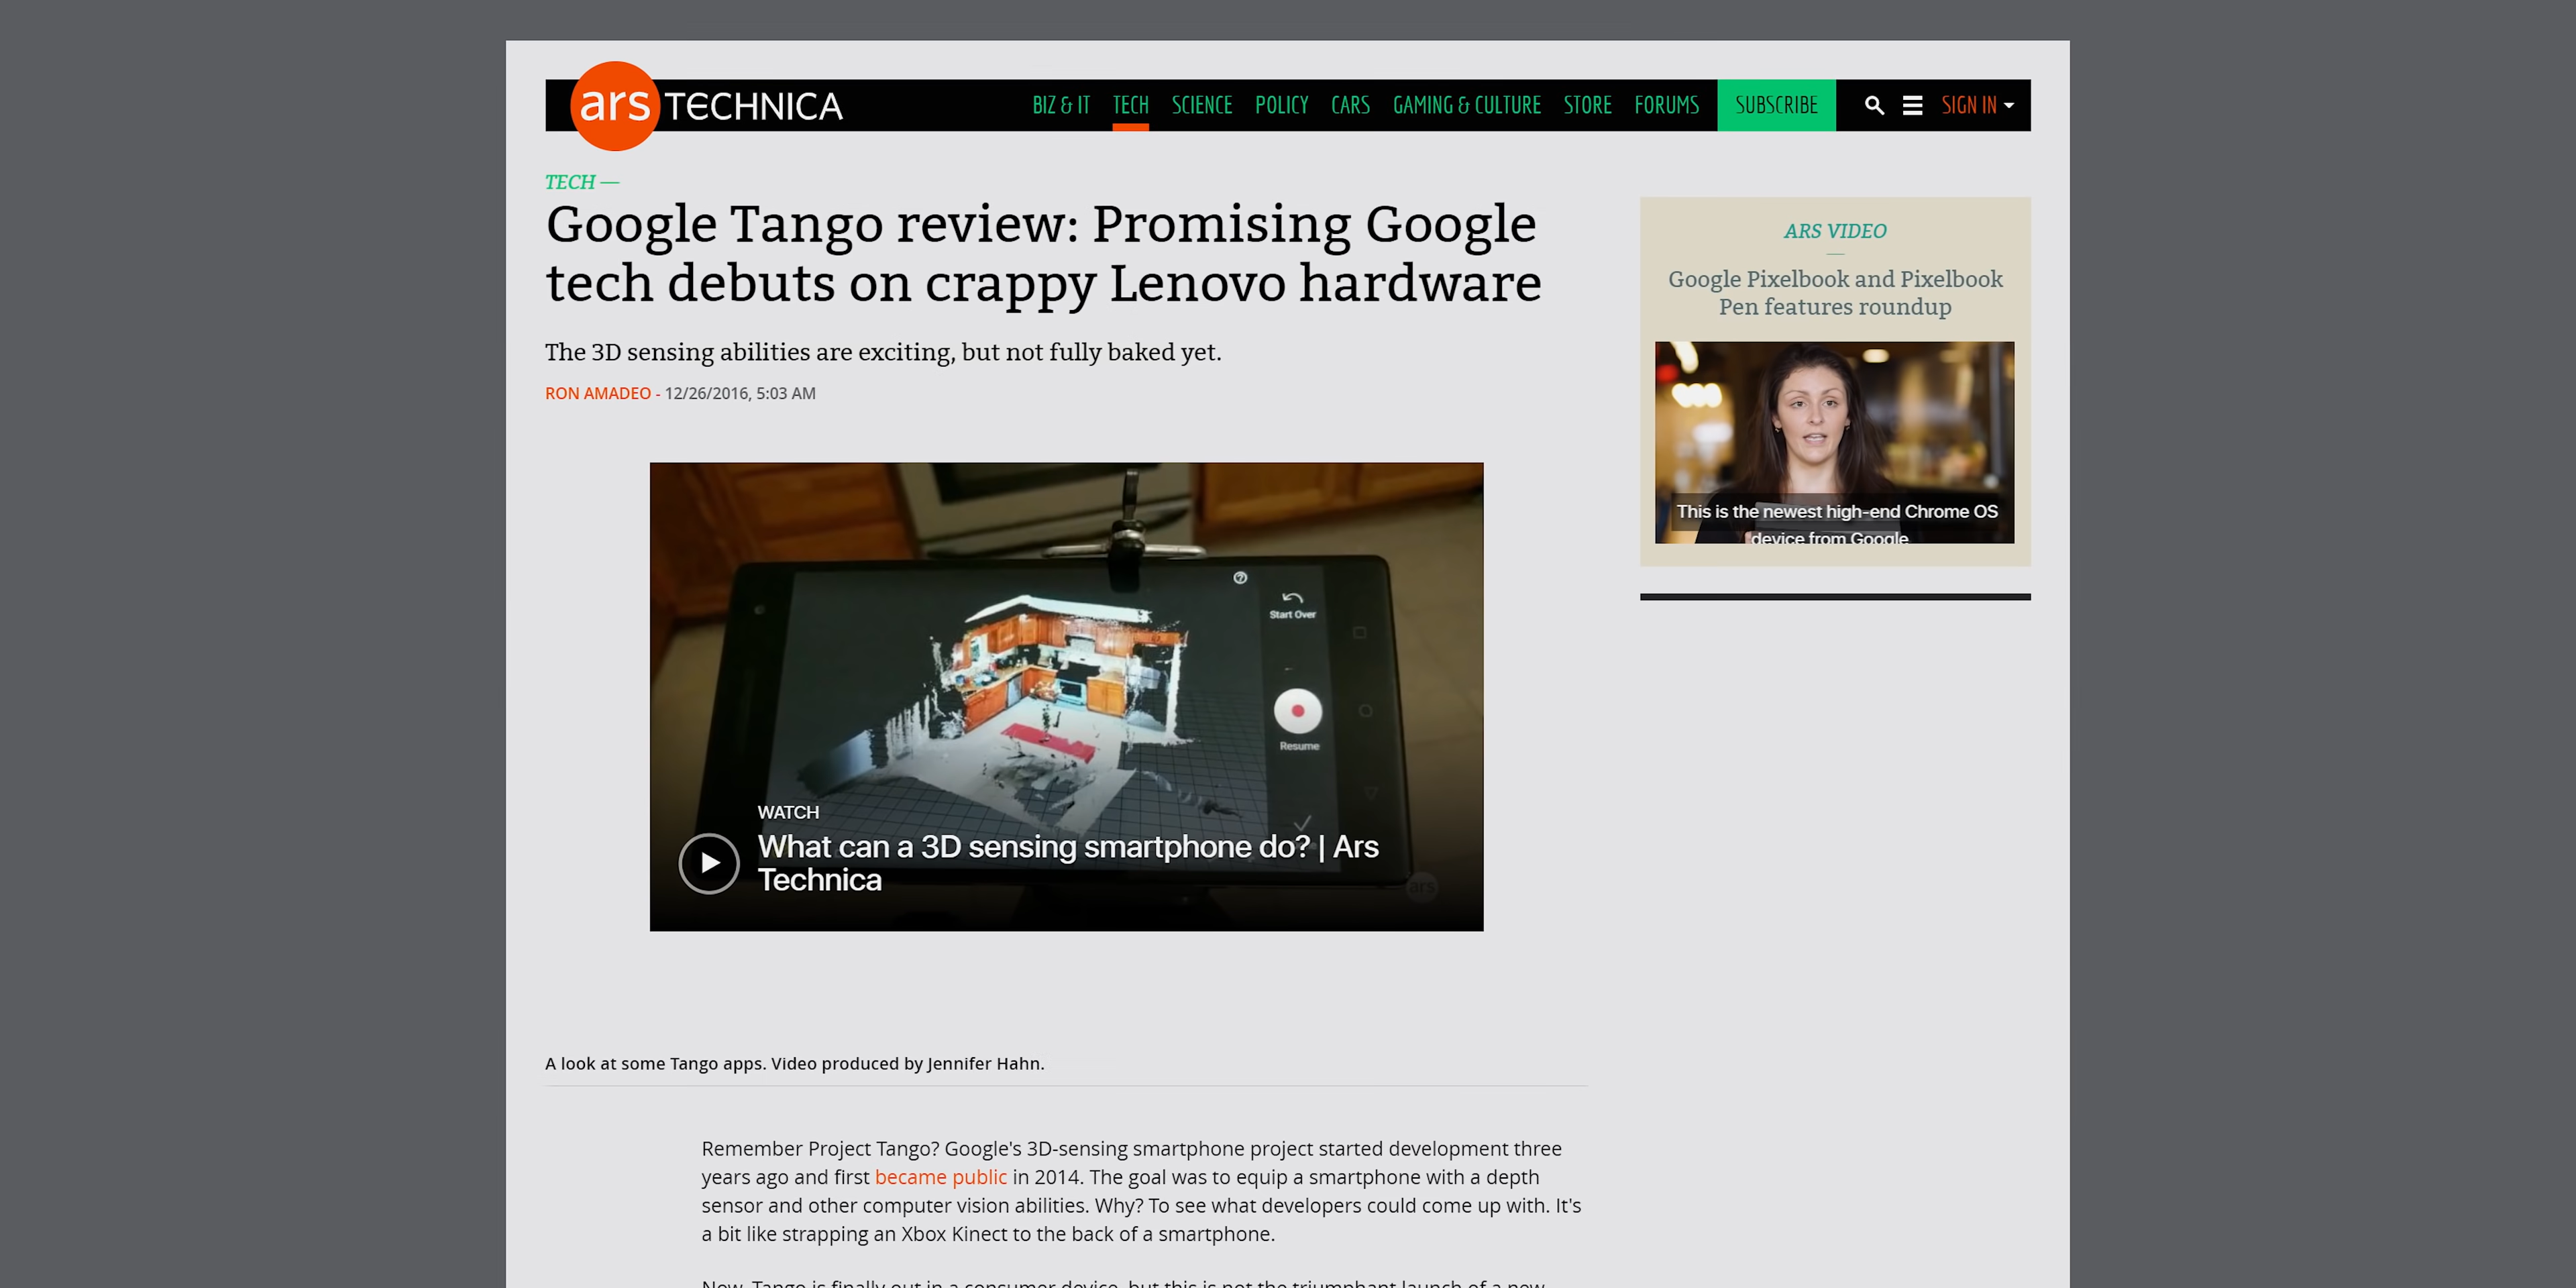 ars TECHNICA
BIZ & IT TECH SCIENCE POLICY CARS GAMING & CULTURE STORE FORUMS SUBSCRIBE SIGN IN
TECH —
Google Tango review: Promising Google
tech debuts on crappy Lenovo hardware
The 3D sensing abilities are exciting, but not fully baked yet.
RON AMADEO - 12/26/2016, 5:03 AM
Start Over
Resume
WATCH
What can a 3D sensing smartphone do? | Ars
Technica
ars
A look at some Tango apps. Video produced by Jennifer Hahn.
Remember Project Tango? Google's 3D-sensing smartphone project started development three
years ago and first became public in 2014. The goal was to equip a smartphone with a depth
sensor and other computer vision abilities. Why? To see what developers could come up with. It's
a bit like strapping an Xbox Kinect to the back of a smartphone.
Now, Tango is finally out in a consumer device, but this is not the triumphant launch of a new
ARS VIDEO
Google Pixelbook and Pixelbook
Pen features roundup
This is the newest high-end Chrome OS
device from Google